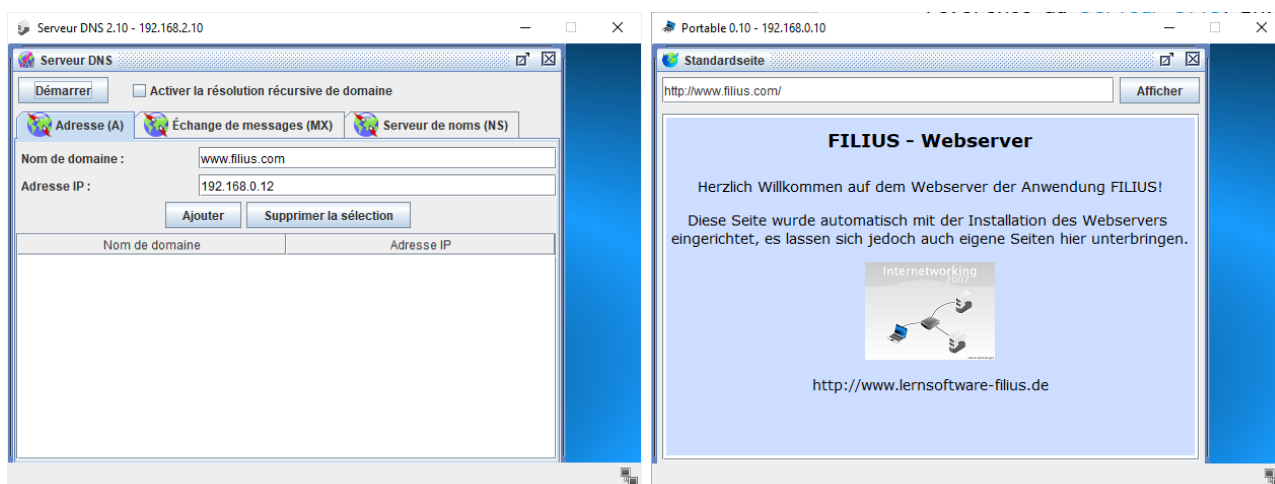 Serveur DNS 2.10 - 192.168.2.10
Serveur DNS
Démarrer
Activer la résolution récursive de domaine
Adresse (A)
Échange de messages (MX)
Serveur de noms (NS)
Nom de domaine :
www.filius.com
Adresse IP :
192.168.0.12
Ajouter
Supprimer la sélection
Nom de domaine
Adresse IP
Portable 0.10 - 192.168.0.10
Standardseite
http://www.filius.com/
Afficher
FILIUS - Webserver
Herzlich Willkommen auf dem Webserver der Anwendung FILIUS!
Diese Seite wurde automatisch mit der Installation des Webservers
eingerichtet, es lassen sich jedoch auch eigene Seiten hier unterbringen.
Internetworking
2007
http://www.lernsoftware-filius.de